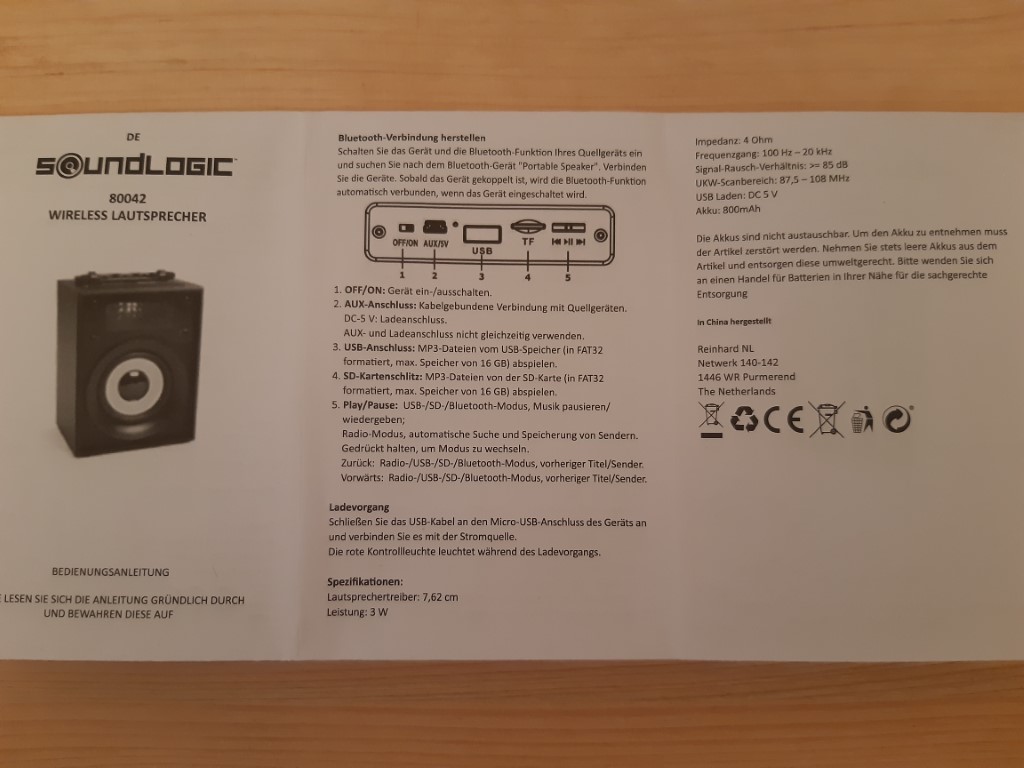 DE
SOUNDLOGIC
80042
WIRELESS LAUTSPRECHER
BEDIENUNGSANLEITUNG
LESEN SIE SICH DIE ANLEITUNG GRÜNDLICH DURCH
UND BEWAHREN DIESE AUF
Bluetooth-Verbindung herstellen
Schalten Sie das Gerät und die Bluetooth-Funktion Ihres Quellgeräts ein
und suchen Sie nach dem Bluetooth-Gerät "Portable Speaker". Verbinden
Sie die Geräte. Sobald das Gerät gekoppelt ist, wird die Bluetooth-Funktion
automatisch verbunden, wenn das Gerät eingeschaltet wird.
OFF/ON AUX/5V USB TF
1 2 3 4 5
1. OFF/ON: Gerät ein-/ausschalten.
2. AUX-Anschluss: Kabelgebundene Verbindung mit Quellgeräten.
DC-5 V: Ladeanschluss.
AUX- und Ladeanschluss nicht gleichzeitig verwenden.
3. USB-Anschluss: MP3-Dateien vom USB-Speicher (in FAT32
formatiert, max. Speicher von 16 GB) abspielen.
4. SD-Kartenschlitz: MP3-Dateien von der SD-Karte (in FAT32
formatiert, max. Speicher von 16 GB) abspielen.
5. Play/Pause: USB-/SD-/Bluetooth-Modus, Musik pausieren/
wiedergeben;
Radio-Modus, automatische Suche und Speicherung von Sendern.
Gedrückt halten, um Modus zu wechseln.
Zurück: Radio-/USB-/SD-/Bluetooth-Modus, vorheriger Titel/Sender.
Vorwärts: Radio-/USB-/SD-/Bluetooth-Modus, vorheriger Titel/Sender.
Ladevorgang
Schließen Sie das USB-Kabel an den Micro-USB-Anschluss des Geräts an
und verbinden Sie es mit der Stromquelle.
Die rote Kontrollleuchte leuchtet während des Ladevorgangs.
Spezifikationen:
Lautsprechertreiber: 7,62 cm
Leistung: 3 W
Impedanz: 4 Ohm
Frequenzgang: 100 Hz – 20 kHz
Signal-Rausch-Verhältnis: >= 85 dB
UKW-Scanbereich: 87,5 – 108 MHz
USB Laden: DC 5 V
Akku: 800mAh
Die Akkus sind nicht austauschbar. Um den Akku zu entnehmen muss
der Artikel zerstört werden. Nehmen Sie stets leere Akkus aus dem
Artikel und entsorgen diese umweltgerecht. Bitte wenden Sie sich
an einen Handel für Batterien in Ihrer Nähe für die sachgerechte
Entsorgung
In China hergestellt
Reinhard NL
Netwerk 140-142
1446 WR Purmerend
The Netherlands
CE